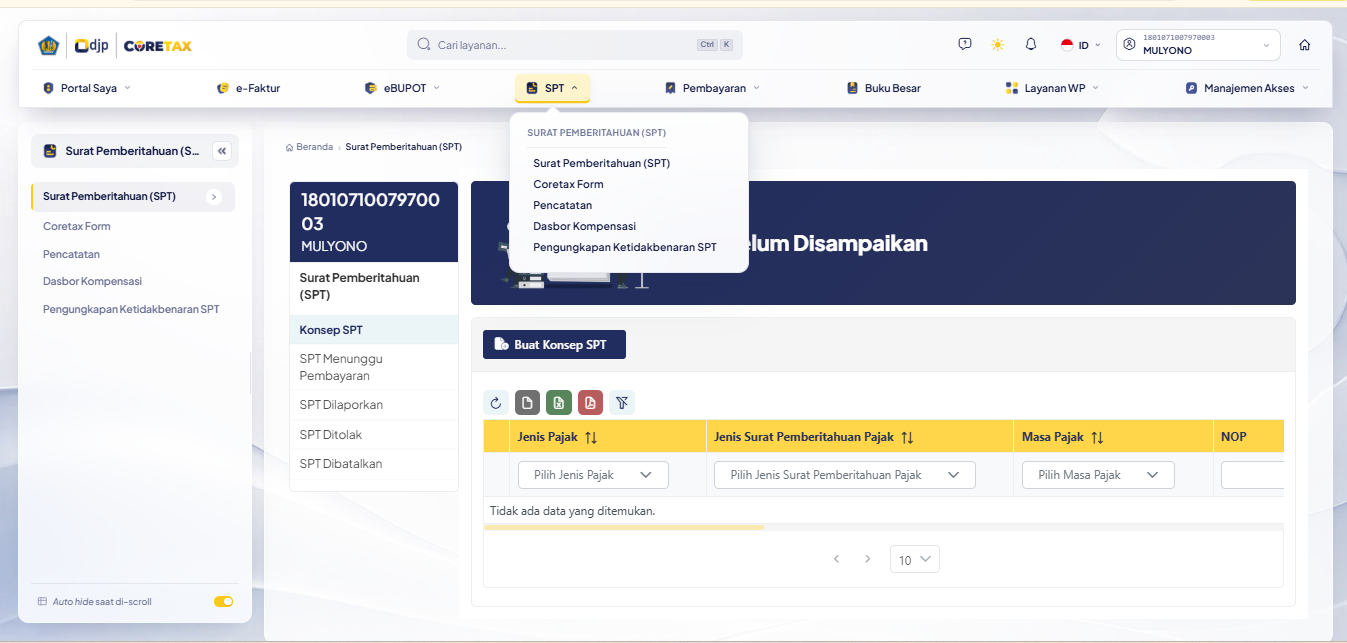 djp
CORETAX
Cari layanan...
Ctrl K
ID
1801071007970003
MULYONO
Portal Saya
e-Faktur
eBUPOT
SPT
Pembayaran
Buku Besar
Layanan WP
Manajemen Akses
SURAT PEMBERITAHUAN (SPT)
Surat Pemberitahuan (SPT)
Coretax Form
Pencatatan
Dasbor Kompensasi
Pengungkapan Ketidakbenaran SPT
Surat Pemberitahuan (S...
Surat Pemberitahuan (SPT)
Coretax Form
Pencatatan
Dasbor Kompensasi
Pengungkapan Ketidakbenaran SPT
Auto hide saat di-scroll
Beranda › Surat Pemberitahuan (SPT)
18010710079700
03
MULYONO
Surat Pemberitahuan
(SPT)
Konsep SPT
SPT Menunggu
Pembayaran
SPT Dilaporkan
SPT Ditolak
SPT Dibatalkan
elum Disampaikan
Buat Konsep SPT
Jenis Pajak
Jenis Surat Pemberitahuan Pajak
Masa Pajak
NOP
Pilih Jenis Pajak
Pilih Jenis Surat Pemberitahuan Pajak
Pilih Masa Pajak
Tidak ada data yang ditemukan.
10